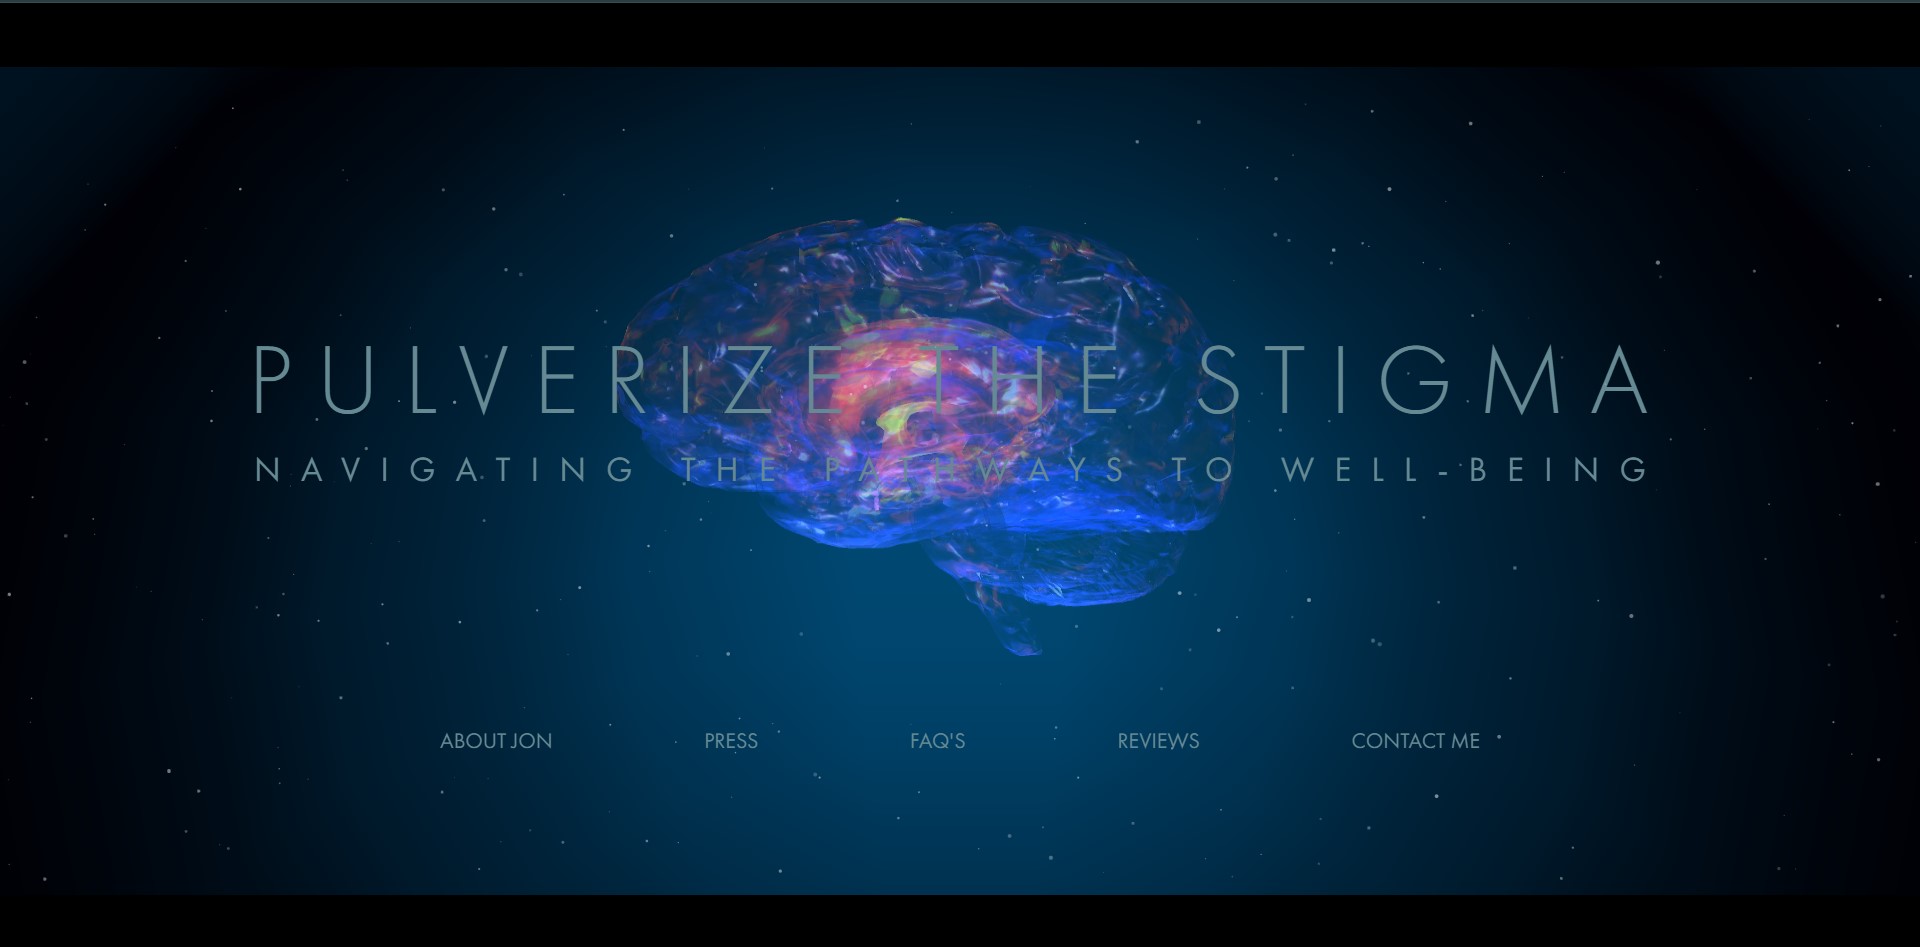 PULVERIZE THE STIGMA
NAVIGATING THE PATHWAYS TO WELL-BEING
ABOUT JON PRESS FAQ'S REVIEWS CONTACT ME